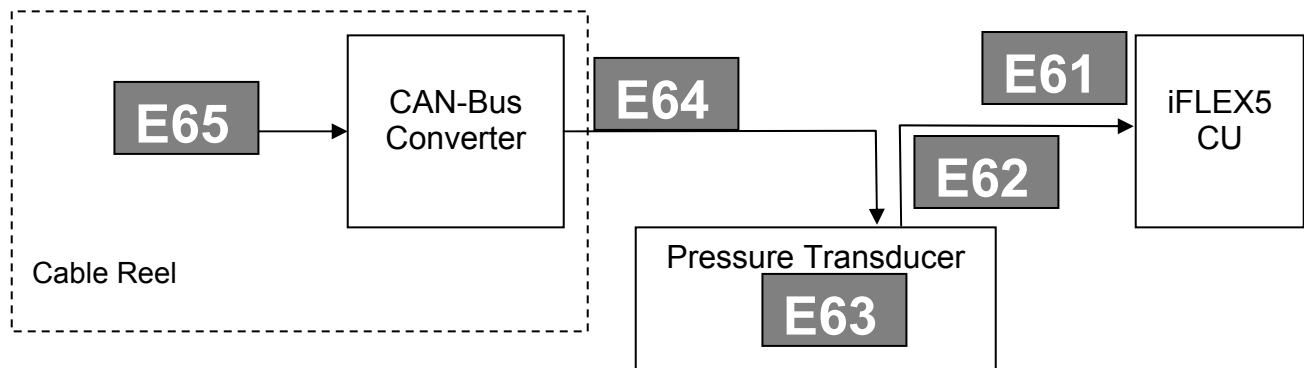 E65
CAN-Bus
Converter
Cable Reel
E64
Pressure Transducer
E63
E62
E61
iFLEX5
CU